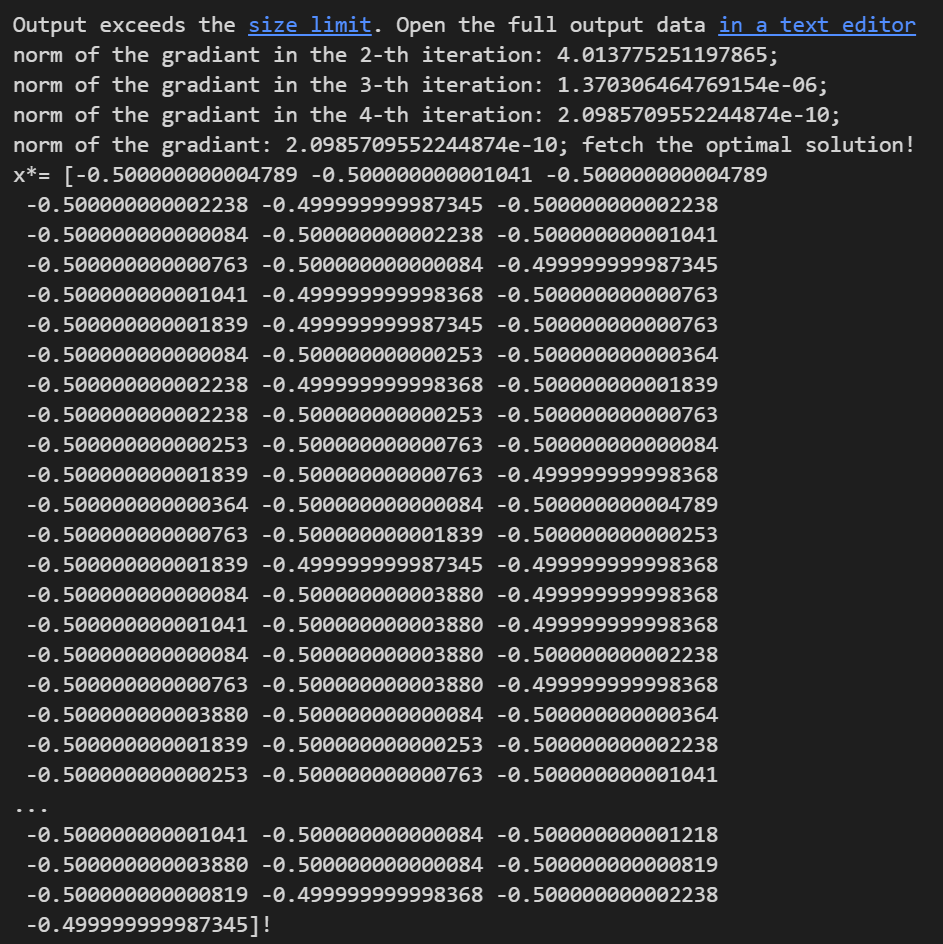 Output exceeds the size limit. Open the full output data in a text editor
norm of the gradiant in the 2-th iteration: 4.013775251197865;
norm of the gradiant in the 3-th iteration: 1.370306464769154e-06;
norm of the gradiant in the 4-th iteration: 2.0985709552244874e-10;
norm of the gradiant: 2.0985709552244874e-10; fetch the optimal solution!
x*= [-0.500000000004789 -0.500000000001041 -0.500000000004789
-0.500000000002238 -0.499999999987345 -0.500000000002238
-0.500000000000084 -0.500000000002238 -0.500000000001041
-0.500000000000763 -0.500000000000084 -0.499999999987345
-0.500000000001041 -0.499999999998368 -0.500000000000763
-0.500000000001839 -0.499999999987345 -0.500000000000763
-0.500000000000084 -0.500000000000253 -0.500000000000364
-0.500000000002238 -0.499999999998368 -0.500000000001839
-0.500000000002238 -0.500000000000253 -0.500000000000763
-0.500000000000253 -0.500000000000763 -0.500000000000084
-0.500000000001839 -0.500000000000763 -0.499999999998368
-0.500000000000364 -0.500000000000084 -0.500000000004789
-0.500000000000763 -0.500000000001839 -0.500000000000253
-0.500000000001839 -0.499999999987345 -0.499999999998368
-0.500000000000084 -0.500000000003880 -0.499999999998368
-0.500000000001041 -0.500000000003880 -0.499999999998368
-0.500000000000084 -0.500000000003880 -0.500000000002238
-0.500000000000763 -0.500000000003880 -0.499999999998368
-0.500000000003880 -0.500000000000084 -0.500000000000364
-0.500000000001839 -0.500000000000253 -0.500000000002238
-0.500000000000253 -0.500000000000763 -0.500000000001041
...
-0.500000000001041 -0.500000000000084 -0.500000000001218
-0.500000000003880 -0.500000000000084 -0.500000000000819
-0.500000000000819 -0.499999999998368 -0.500000000002238
-0.499999999987345]!